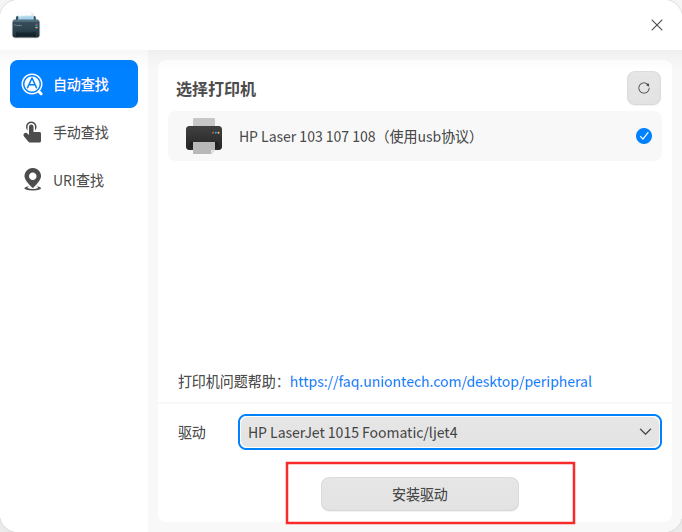 自动查找
手动查找
URI查找
选择打印机
HP Laser 103 107 108（使用usb协议）
打印机问题帮助：https://faq.uniontech.com/desktop/peripheral
驱动
HP LaserJet 1015 Foomatic/ljet4
安装驱动